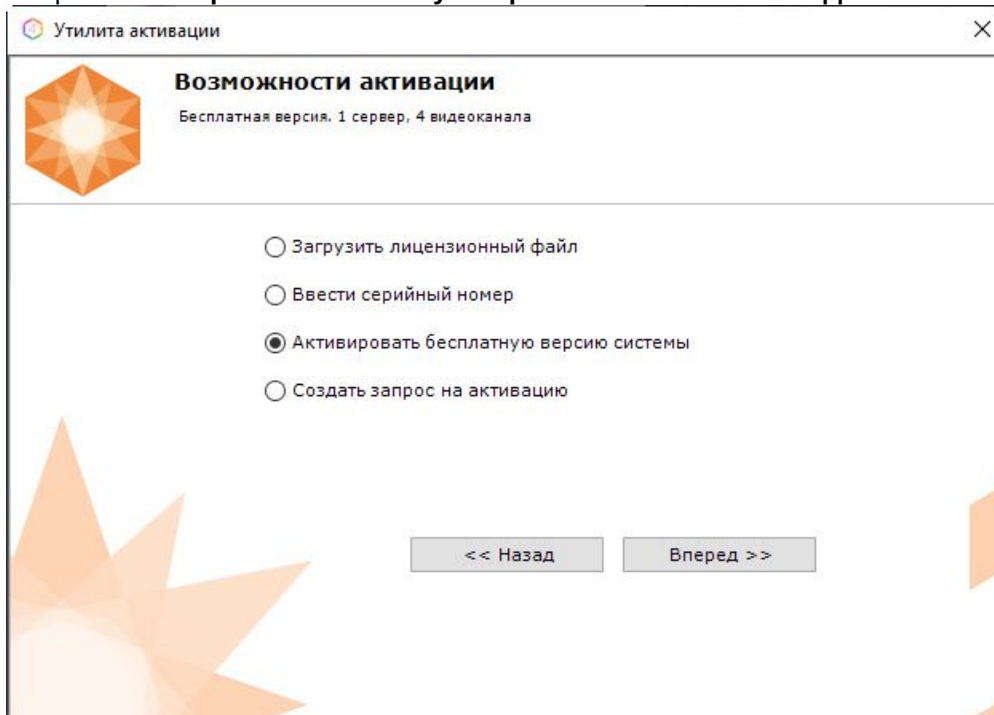 Утилита активации
Возможности активации
Бесплатная версия. 1 сервер, 4 видеоканала
Загрузить лицензионный файл
Ввести серийный номер
Активировать бесплатную версию системы
Создать запрос на активацию
<< Назад
Вперед >>